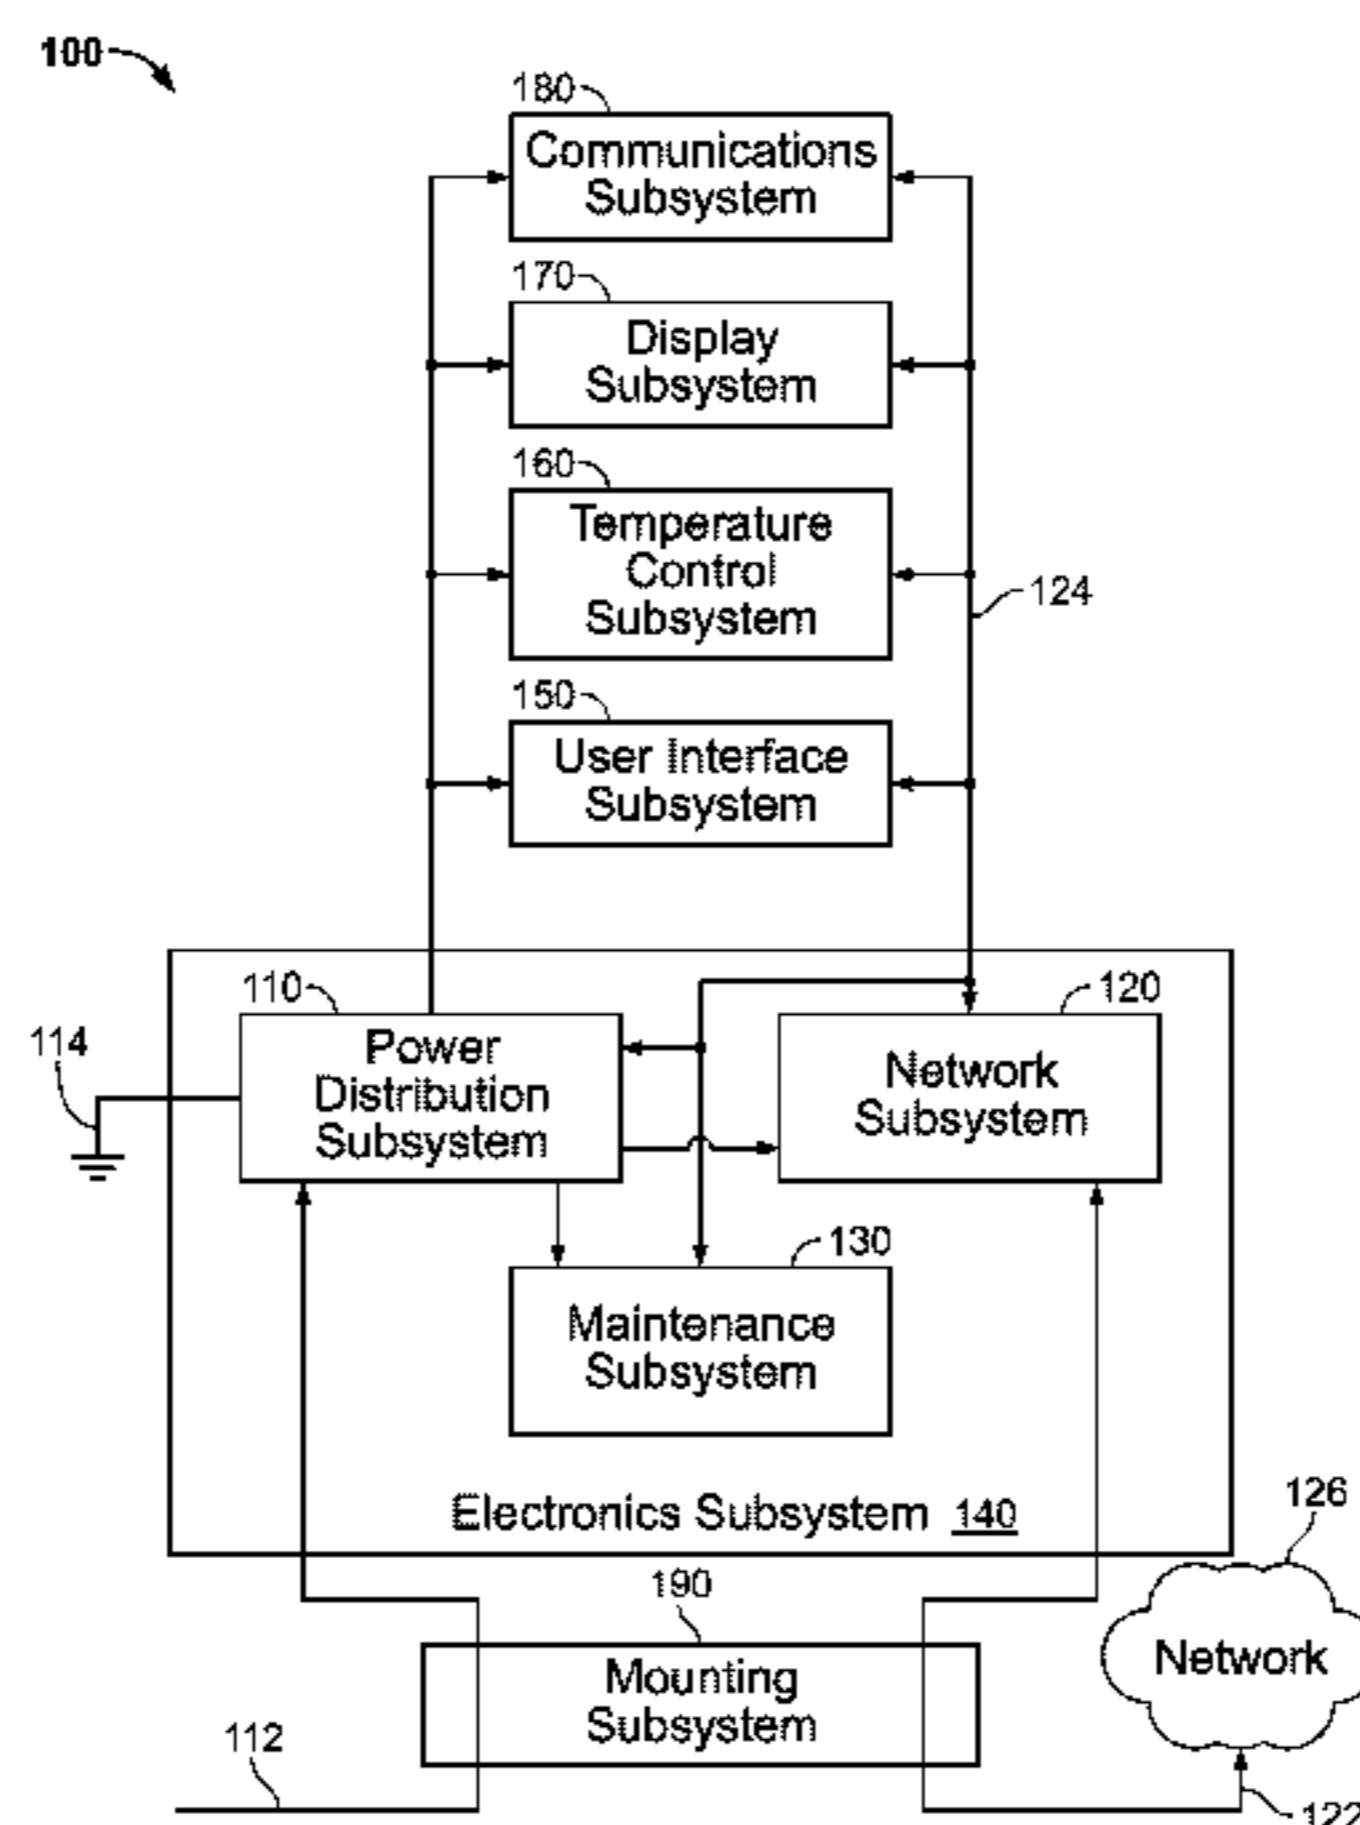 100
180
Communications
Subsystem
170
Display
Subsystem
160
Temperature
Control
Subsystem
124
150
User Interface
Subsystem
110
120
114
Power
Distribution
Subsystem
Network
Subsystem
130
Maintenance
Subsystem
Electronics Subsystem 140
126
190
Network
Mounting
Subsystem
112
122